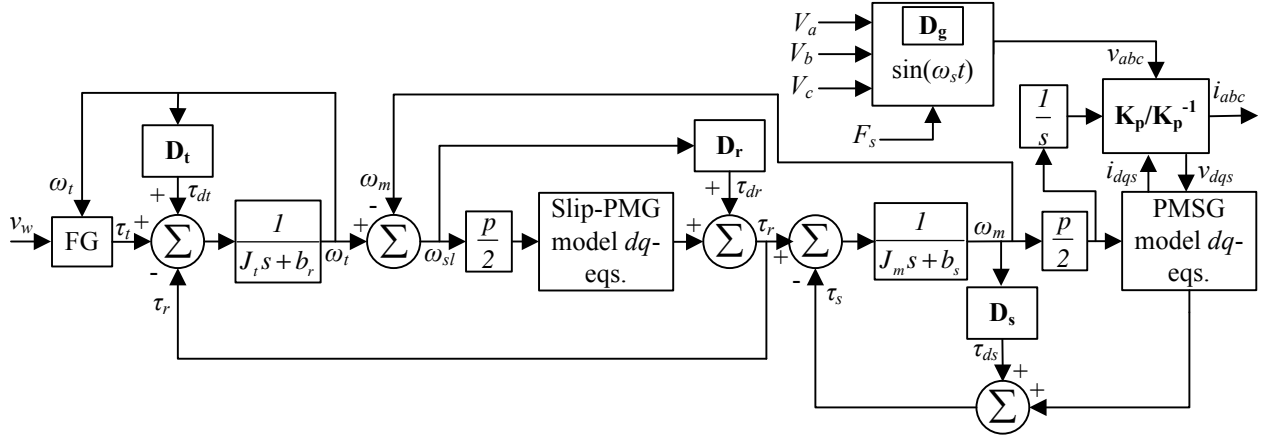 V_a
V_b
V_c
D_g
sin(ω_s t)
F_s
v_abc
1
s
K_p/K_p^-1
i_abc
i_dqs
v_dqs
D_t
ω_t
τ_dt
+
v_w
FG
τ_t
+
Σ
-
τ_r
1
J_t s + b_r
ω_t
+
ω_m
-
Σ
ω_sl
p
2
Slip-PMG
model dq-
eqs.
D_r
+
τ_dr
+
Σ
τ_r
+
Σ
-
τ_s
1
J_m s + b_s
ω_m
D_s
τ_ds
+
+
Σ
p
2
PMSG
model dq-
eqs.